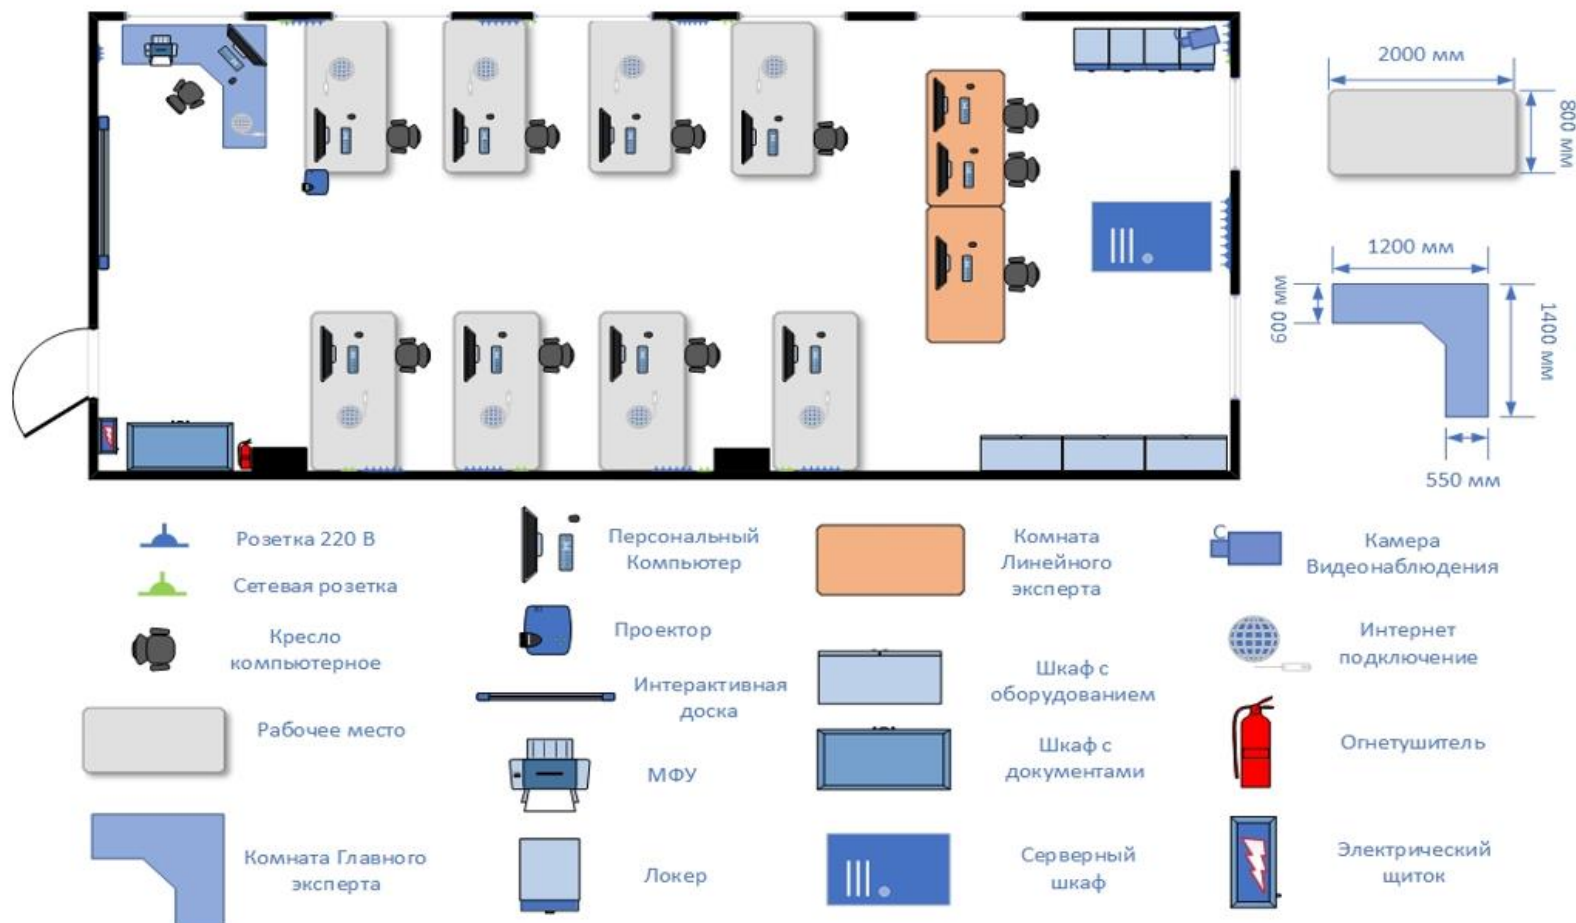 2000 мм
800 мм
1200 мм
600 мм
1400 мм
550 мм
Розетка 220 В
Сетевая розетка
Кресло
компьютерное
Рабочее место
Комната Главного
эксперта
Персональный
Компьютер
Проектор
Интерактивная
доска
МФУ
Локер
Комната
Линейного
эксперта
Шкаф с
оборудованием
Шкаф с
документами
Серверный
шкаф
Камера
Видеонаблюдения
Интернет
подключение
Огнетушитель
Электрический
щиток